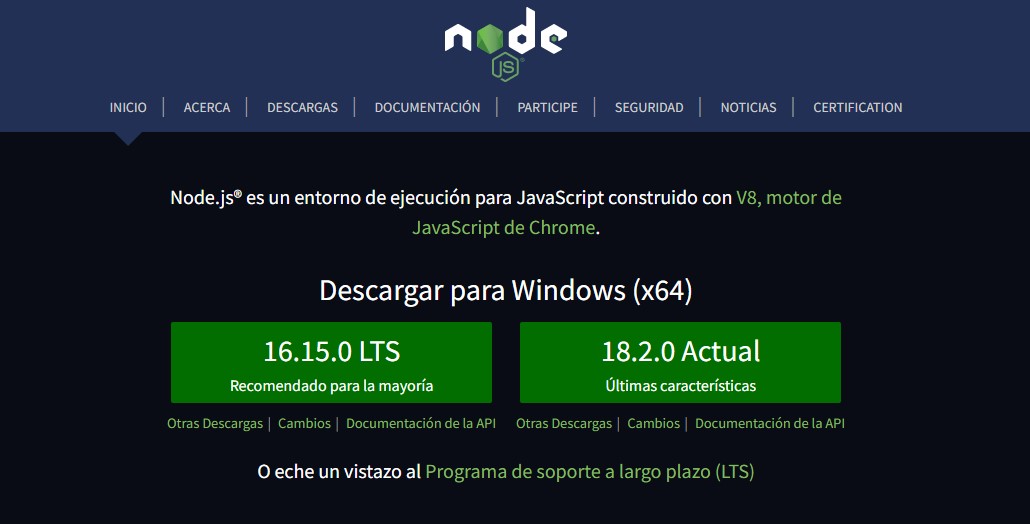 node
JS
INICIO | ACERCA | DESCARGAS | DOCUMENTACIÓN | PARTICIPE | SEGURIDAD | NOTICIAS | CERTIFICATION
Node.js® es un entorno de ejecución para JavaScript construido con V8, motor de
JavaScript de Chrome.
Descargar para Windows (x64)
16.15.0 LTS
Recomendado para la mayoría
18.2.0 Actual
Últimas características
Otras Descargas | Cambios | Documentación de la API
Otras Descargas | Cambios | Documentación de la API
O eche un vistazo al Programa de soporte a largo plazo (LTS)